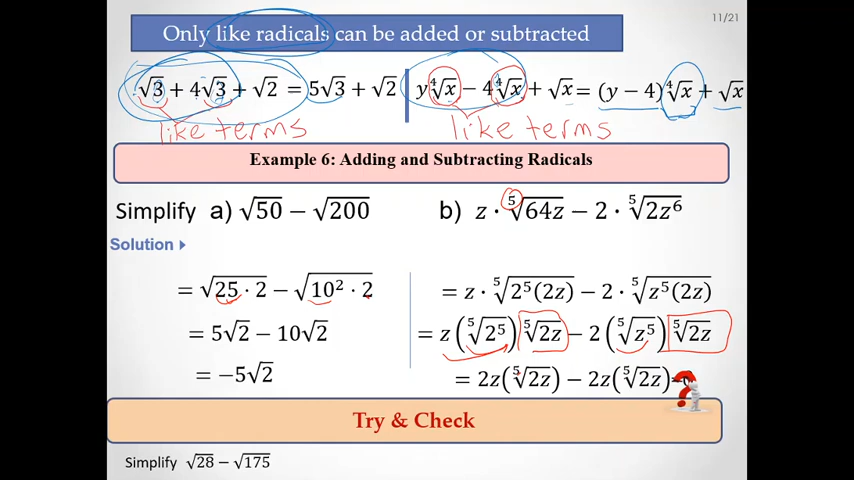 11/21
Only like radicals can be added or subtracted
√3 + 4√3 + √2 = 5√3 + √2
y∜x − 4∜x + √x = (y − 4)∜x + √x
like terms
like terms
Example 6: Adding and Subtracting Radicals
Simplify a) √50 − √200
b) z · ⁵√64z − 2 · ⁵√2z⁶
Solution
= √25 · 2 − √10² · 2
= 5√2 − 10√2
= −5√2
= z · ⁵√2⁵(2z) − 2 · ⁵√z⁵(2z)
= z(⁵√2⁵) ⁵√2z − 2(⁵√z⁵) ⁵√2z
= 2z(⁵√2z) − 2z(⁵√2z)
Try & Check
Simplify √28 − √175